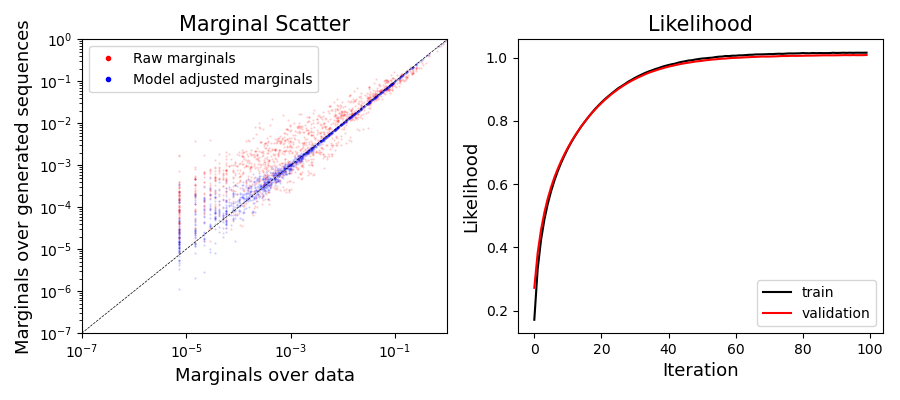 Marginal Scatter
Marginals over generated sequences
10^0
10^-1
10^-2
10^-3
10^-4
10^-5
10^-6
10^-7
Raw marginals
Model adjusted marginals
10^-7
10^-5
10^-3
10^-1
Marginals over data
Likelihood
Likelihood
1.0
0.8
0.6
0.4
0.2
train
validation
0
20
40
60
80
100
Iteration